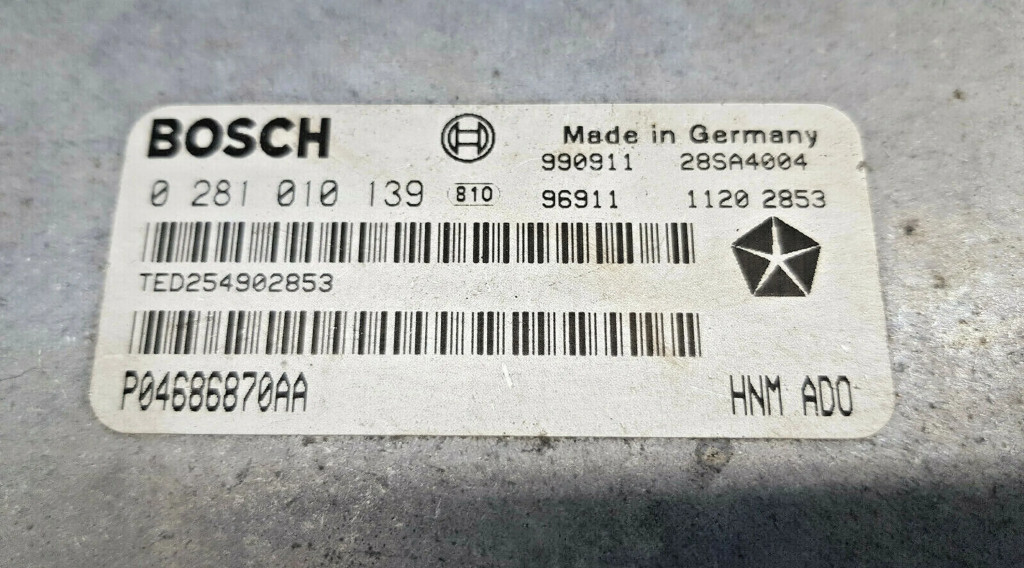 BOSCH Made in Germany
990911 28SA4004
0 281 010 139 810 96911 1120 2853
TED254902853
P04686870AA HNM ADO